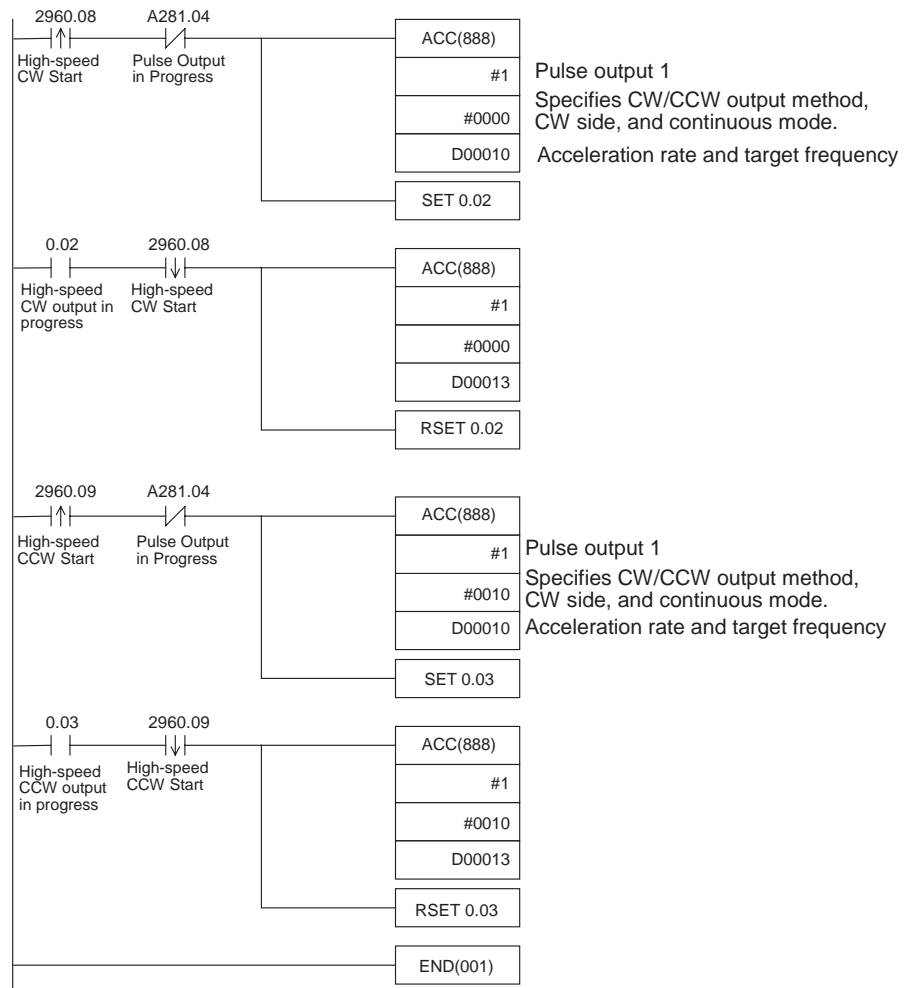 2960.08 A281.04
High-speed
CW Start
Pulse Output
in Progress
ACC(888)
#1
#0000
D00010
SET 0.02
Pulse output 1
Specifies CW/CCW output method,
CW side, and continuous mode.
Acceleration rate and target frequency
0.02 2960.08
High-speed
CW output in
progress
High-speed
CW Start
ACC(888)
#1
#0000
D00013
RSET 0.02
2960.09 A281.04
High-speed
CCW Start
Pulse Output
in Progress
ACC(888)
#1
#0010
D00010
SET 0.03
Pulse output 1
Specifies CW/CCW output method,
CW side, and continuous mode.
Acceleration rate and target frequency
0.03 2960.09
High-speed
CCW output
in progress
High-speed
CCW Start
ACC(888)
#1
#0010
D00013
RSET 0.03
END(001)